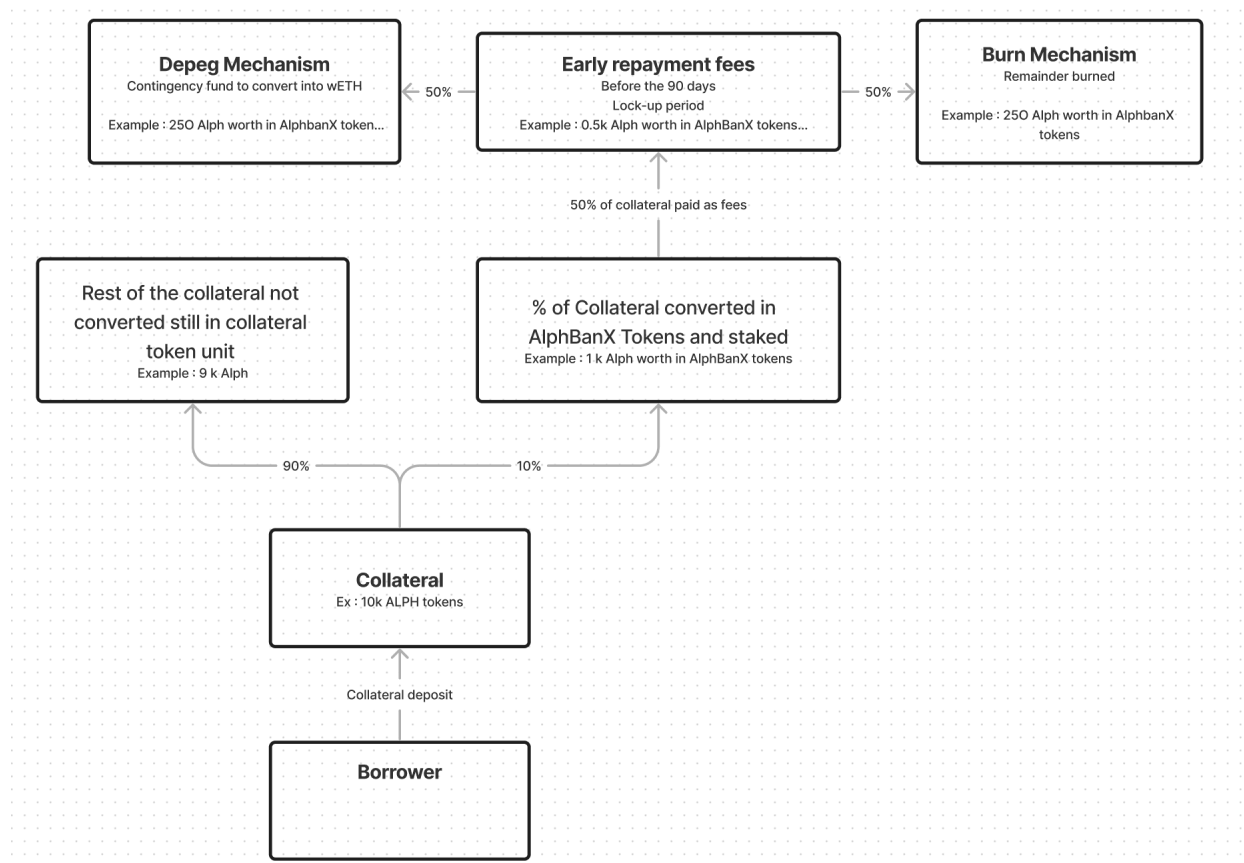 Depeg Mechanism
Contingency fund to convert into wETH
Example : 25O Alph worth in AlphbanX token...
50%
Early repayment fees
Before the 90 days
Lock-up period
Example : 0.5k Alph worth in AlphBanX tokens...
50%
Burn Mechanism
Remainder burned
Example : 25O Alph worth in AlphbanX
tokens
50% of collateral paid as fees
Rest of the collateral not
converted still in collateral
token unit
Example : 9 k Alph
% of Collateral converted in
AlphBanX Tokens and staked
Example : 1 k Alph worth in AlphBanX tokens
90%
10%
Collateral
Ex : 10k ALPH tokens
Collateral deposit
Borrower